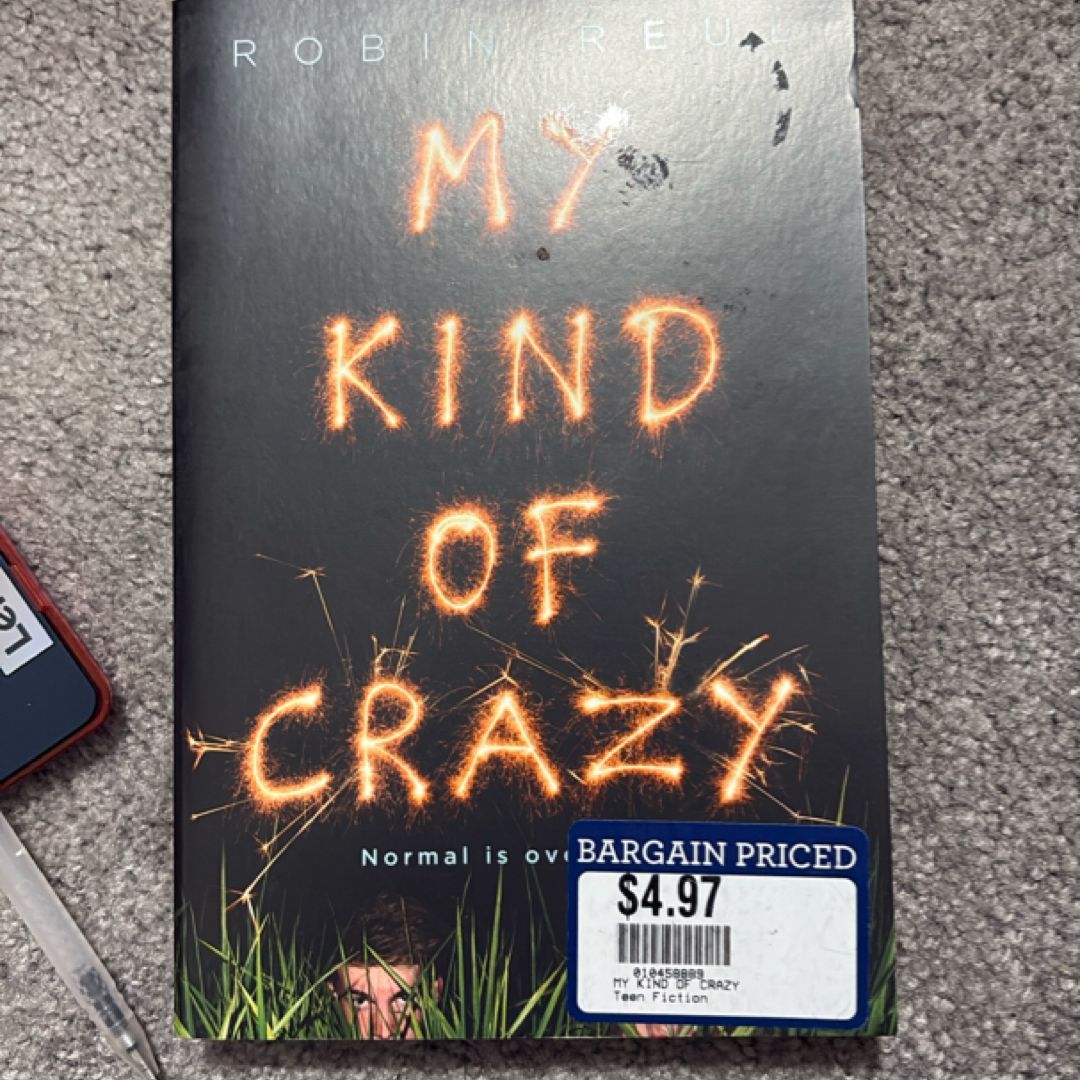 ROBIN REUL
MY
KIND
OF
CRAZY
Normal is ove
BARGAIN PRICED
$4.97
010458889
MY KIND OF CRAZY
Teen Fiction
Le